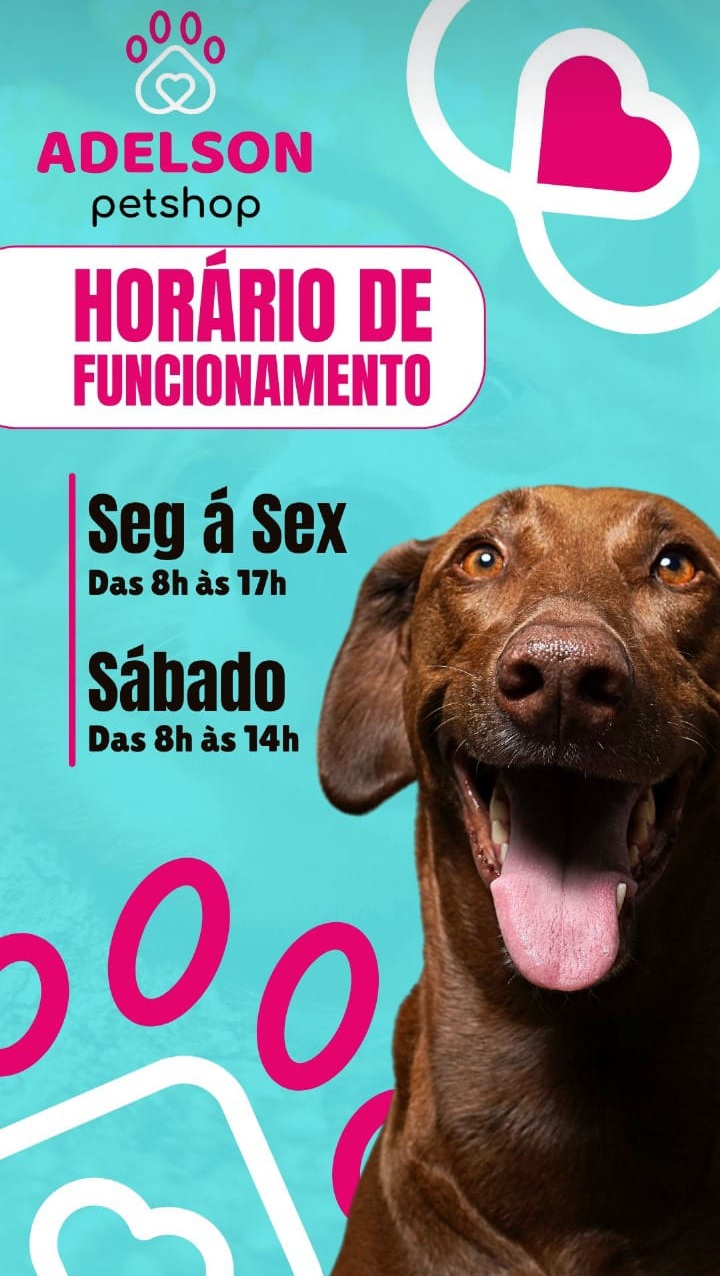 ADELSON
petshop
HORÁRIO DE
FUNCIONAMENTO
Seg á Sex
Das 8h às 17h
Sábado
Das 8h às 14h